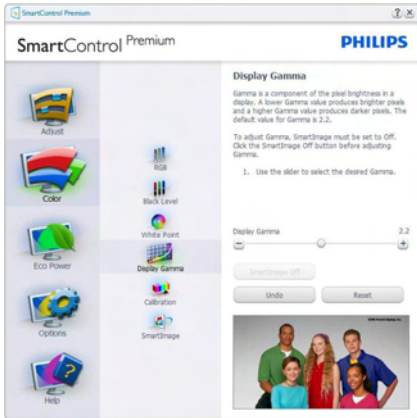 SmartControl Premium
? ×
SmartControl Premium
PHILIPS
Adjust
Color
Eco Power
Options
Help
RGB
Black Level
White Point
Display Gamma
Calibration
SmartImage
Display Gamma
Gamma is a component of the pixel brightness in a
display. A lower Gamma value produces brighter pixels
and a higher Gamma value produces darker pixels. The
default value for Gamma is 2.2.
To adjust Gamma, SmartImage must be set to Off.
Click the SmartImage Off button before adjusting
Gamma.
1. Use the slider to select the desired Gamma.
Display Gamma 2.2
SmartImage Off
Undo Reset